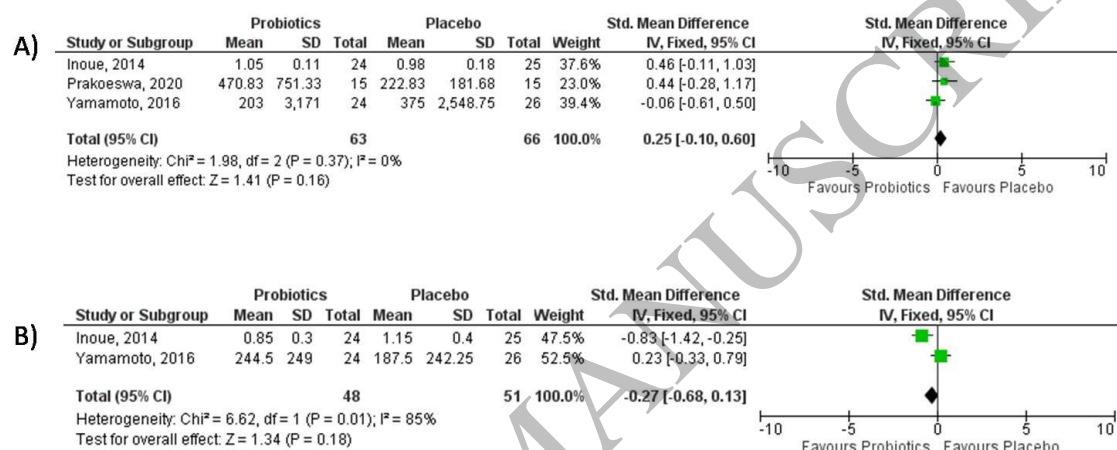 A)
Probiotics Placebo Std. Mean Difference Std. Mean Difference
Study or Subgroup Mean SD Total Mean SD Total Weight IV, Fixed, 95% CI IV, Fixed, 95% CI
Inoue, 2014 1.05 0.11 24 0.98 0.18 25 37.6% 0.46 [-0.11, 1.03]
Prakoeswa, 2020 470.83 751.33 15 222.83 181.68 15 23.0% 0.44 [-0.28, 1.17]
Yamamoto, 2016 203 3,171 24 375 2,548.75 26 39.4% -0.06 [-0.61, 0.50]
Total (95% CI) 63 66 100.0% 0.25 [-0.10, 0.60]
Heterogeneity: Chi² = 1.98, df = 2 (P = 0.37); I² = 0%
Test for overall effect: Z = 1.41 (P = 0.16)
-10 -5 0 5 10
Favours Probiotics Favours Placebo
B)
Probiotics Placebo Std. Mean Difference Std. Mean Difference
Study or Subgroup Mean SD Total Mean SD Total Weight IV, Fixed, 95% CI IV, Fixed, 95% CI
Inoue, 2014 0.85 0.3 24 1.15 0.4 25 47.5% -0.83 [-1.42, -0.25]
Yamamoto, 2016 244.5 249 24 187.5 242.25 26 52.5% 0.23 [-0.33, 0.79]
Total (95% CI) 48 51 100.0% -0.27 [-0.68, 0.13]
Heterogeneity: Chi² = 6.62, df = 1 (P = 0.01); I² = 85%
Test for overall effect: Z = 1.34 (P = 0.18)
-10 -5 0 5 10
Favours Probiotics Favours Placebo
MANUSCRI